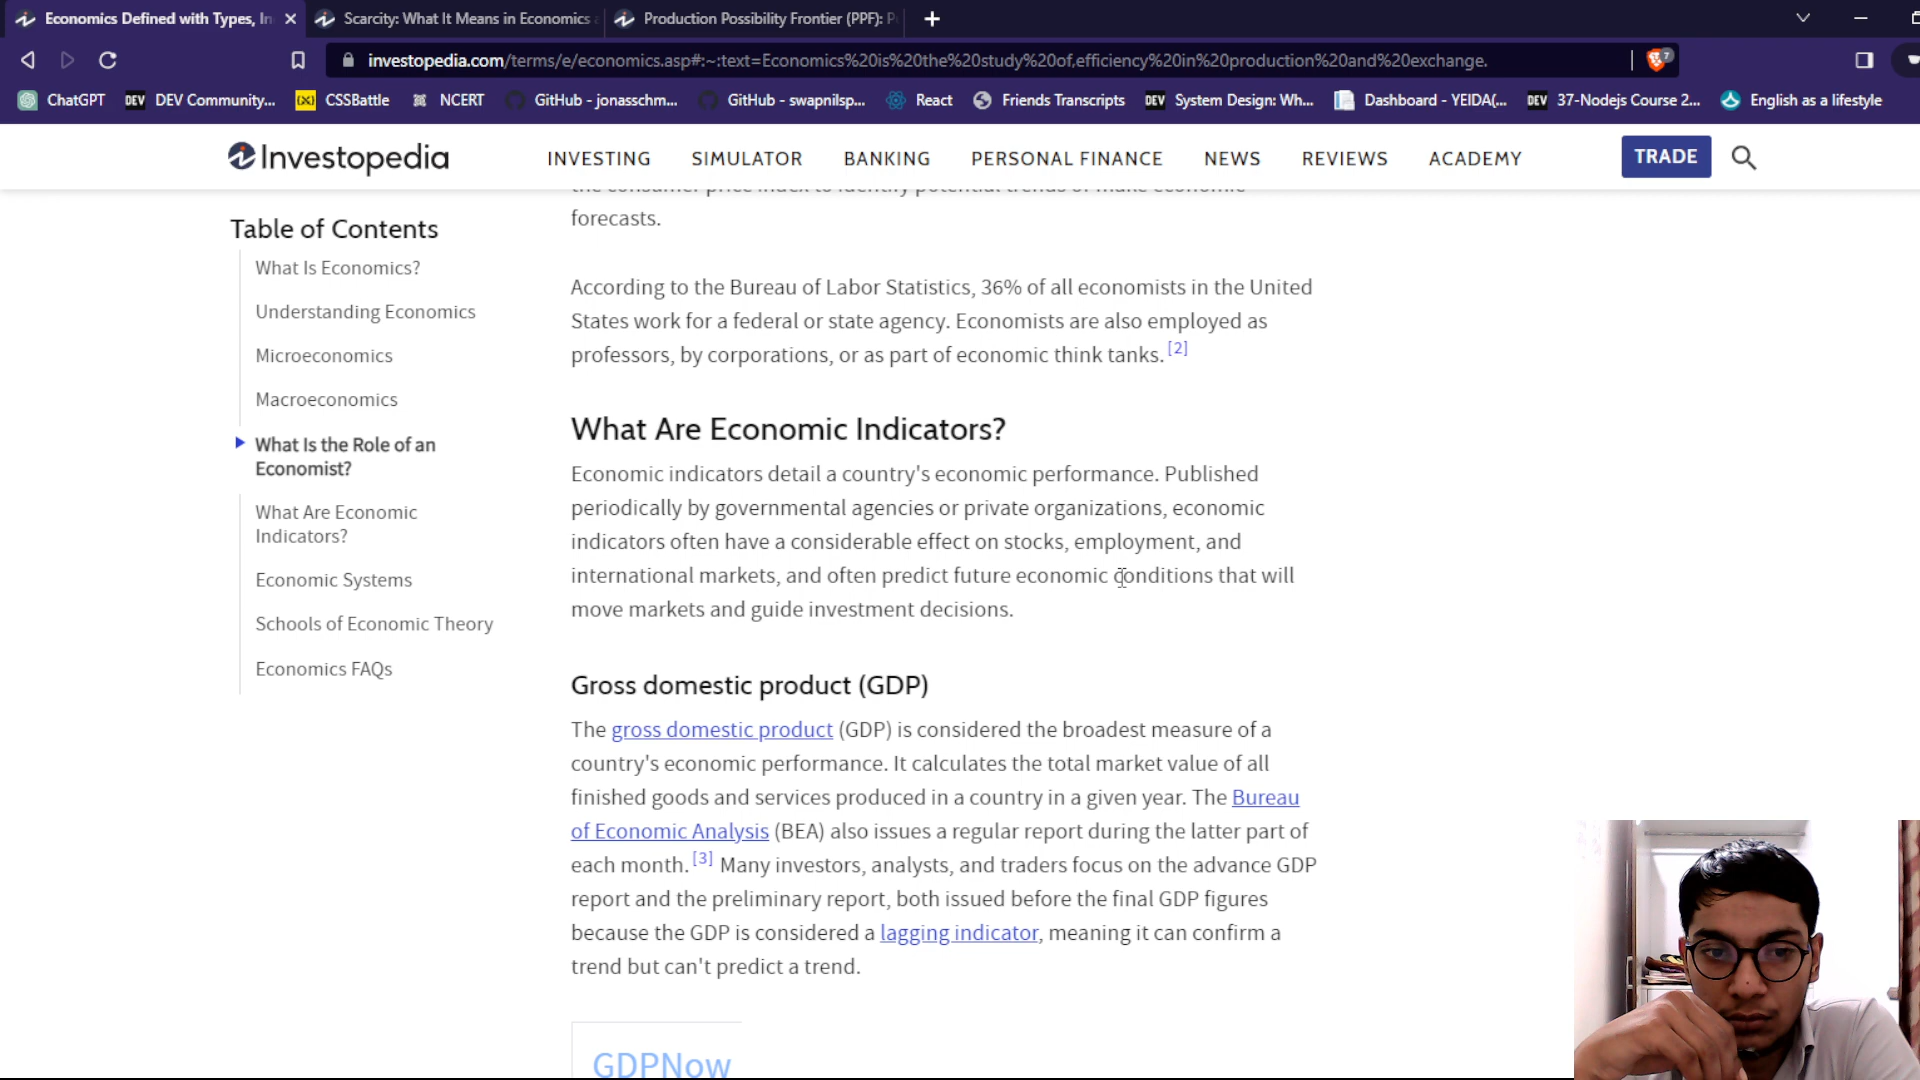 Economics Defined with Types, In
Scarcity: What It Means in Economics
Production Possibility Frontier (PPF):
investopedia.com/terms/e/economics.asp#:~:text=Economics%20is%20the%20study%20of,efficiency%20in%20production%20and%20exchange.
7
ChatGPT
DEV DEV Community...
CSSBattle
NCERT
GitHub - jonasschm...
GitHub - swapnilsp...
React
Friends Transcripts
DEV System Design: Wh...
Dashboard - YEIDA(...
DEV 37-Nodejs Course 2...
English as a lifestyle
Investopedia
INVESTING
SIMULATOR
BANKING
PERSONAL FINANCE
NEWS
REVIEWS
ACADEMY
TRADE
Table of Contents
What Is Economics?
Understanding Economics
Microeconomics
Macroeconomics
What Is the Role of an
Economist?
What Are Economic
Indicators?
Economic Systems
Schools of Economic Theory
Economics FAQs
the consumer price index to identify potential trends or make economic
forecasts.
According to the Bureau of Labor Statistics, 36% of all economists in the United
States work for a federal or state agency. Economists are also employed as
professors, by corporations, or as part of economic think tanks. [2]
What Are Economic Indicators?
Economic indicators detail a country's economic performance. Published
periodically by governmental agencies or private organizations, economic
indicators often have a considerable effect on stocks, employment, and
international markets, and often predict future economic conditions that will
move markets and guide investment decisions.
Gross domestic product (GDP)
The gross domestic product (GDP) is considered the broadest measure of a
country's economic performance. It calculates the total market value of all
finished goods and services produced in a country in a given year. The Bureau
of Economic Analysis (BEA) also issues a regular report during the latter part of
each month. [3] Many investors, analysts, and traders focus on the advance GDP
report and the preliminary report, both issued before the final GDP figures
because the GDP is considered a lagging indicator, meaning it can confirm a
trend but can't predict a trend.
GDPNow